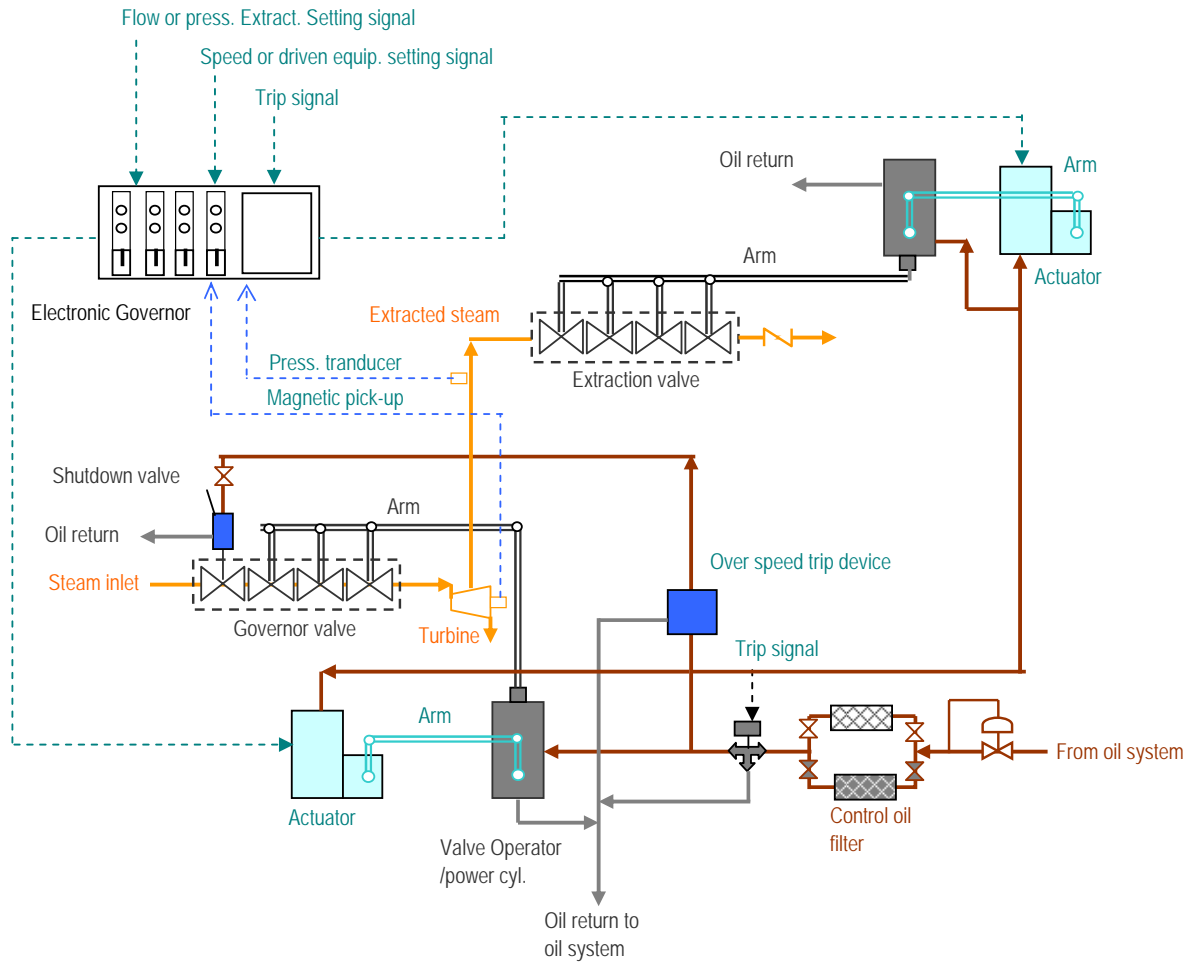 Flow or press. Extract. Setting signal
Speed or driven equip. setting signal
Trip signal
Oil return
Arm
Actuator
Arm
Electronic Governor
Extracted steam
Press. tranducer
Extraction valve
Magnetic pick-up
Shutdown valve
Arm
Oil return
Over speed trip device
Steam inlet
Governor valve
Turbine
Trip signal
Arm
From oil system
Actuator
Control oil
filter
Valve Operator
/power cyl.
Oil return to
oil system